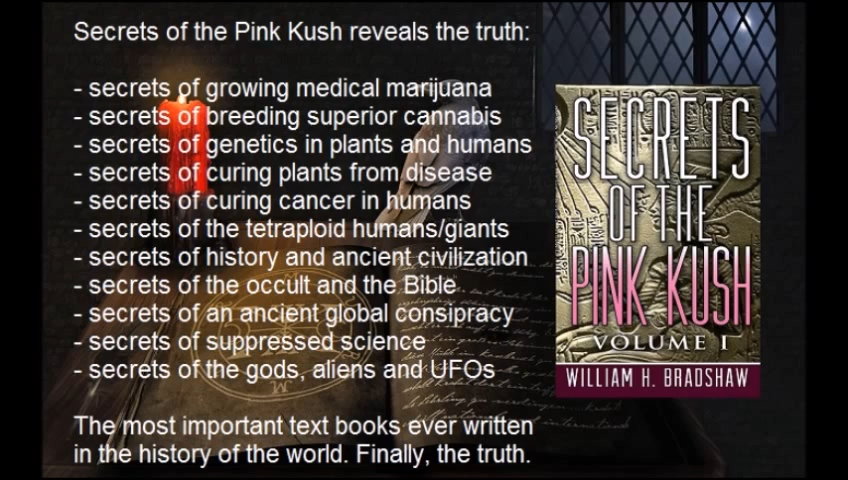 Secrets of the Pink Kush reveals the truth:
- secrets of growing medical marijuana
- secrets of breeding superior cannabis
- secrets of genetics in plants and humans
- secrets of curing plants from disease
- secrets of curing cancer in humans
- secrets of the tetraploid humans/giants
- secrets of history and ancient civilization
- secrets of the occult and the Bible
- secrets of an ancient global consipracy
- secrets of suppressed science
- secrets of the gods, aliens and UFOs
The most important text books ever written
in the history of the world. Finally, the truth.
SECRETS
OF THE
PINK KUSH
VOLUME I
WILLIAM H. BRADSHAW